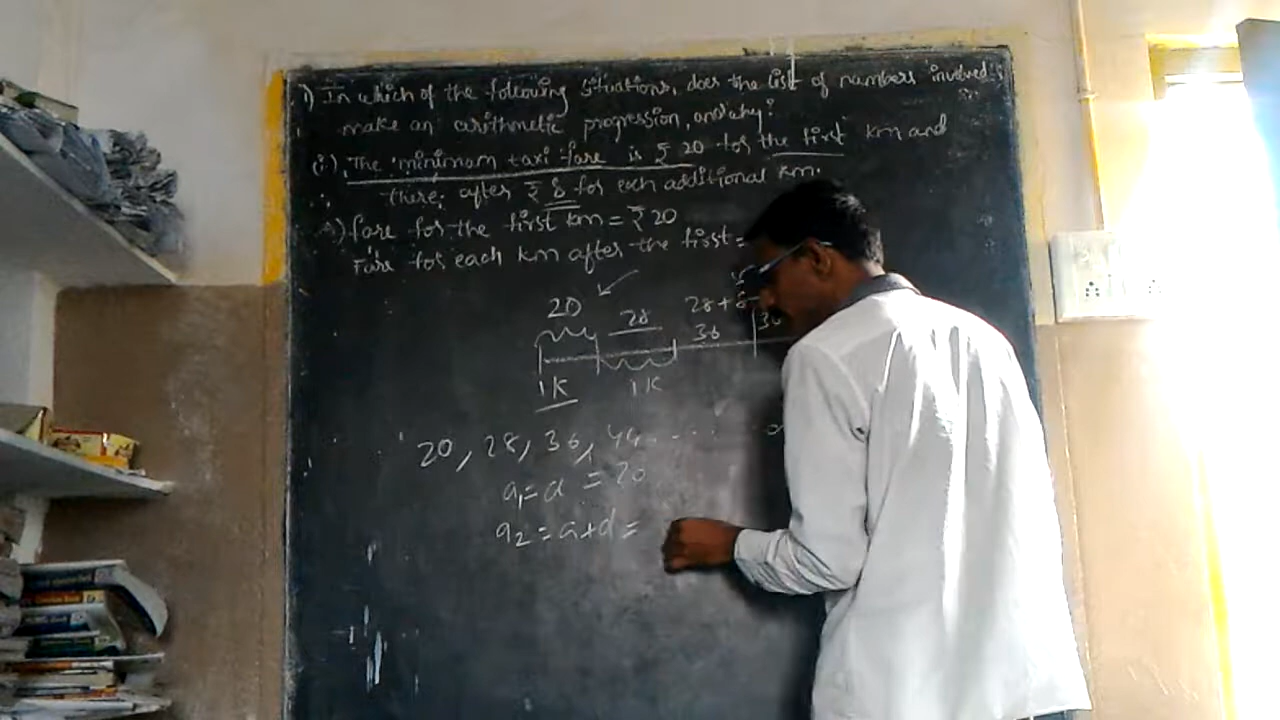 1) In which of the following situations, does the list of numbers involved
make an arithmetic progression, and why?
(i.) The minimum taxi fare is ₹ 20 for the first km and
there, after ₹ 8 for each additional km.
A) fare for the first km = ₹ 20
Fare for each km after the first =
20
28
28+8
36
36
1K
1K
20, 28, 36, 44 ....
a1 = a = 20
a2 = a+d =